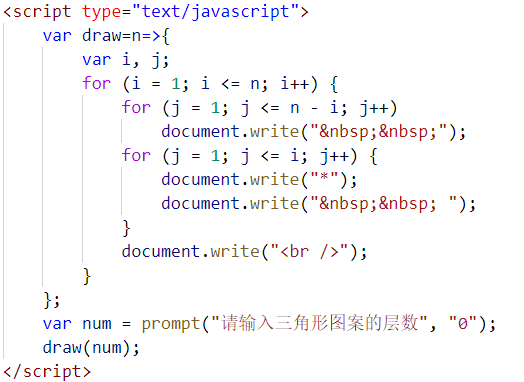 <script type="text/javascript">
    var draw=n=>{
        var i, j;
        for (i = 1; i <= n; i++) {
            for (j = 1; j <= n - i; j++)
                document.write("&nbsp;&nbsp;");
            for (j = 1; j <= i; j++) {
                document.write("*");
                document.write("&nbsp;&nbsp; ");
            }
            document.write("<br />");
        }
    };
    var num = prompt("请输入三角形图案的层数", "0");
    draw(num);
</script>